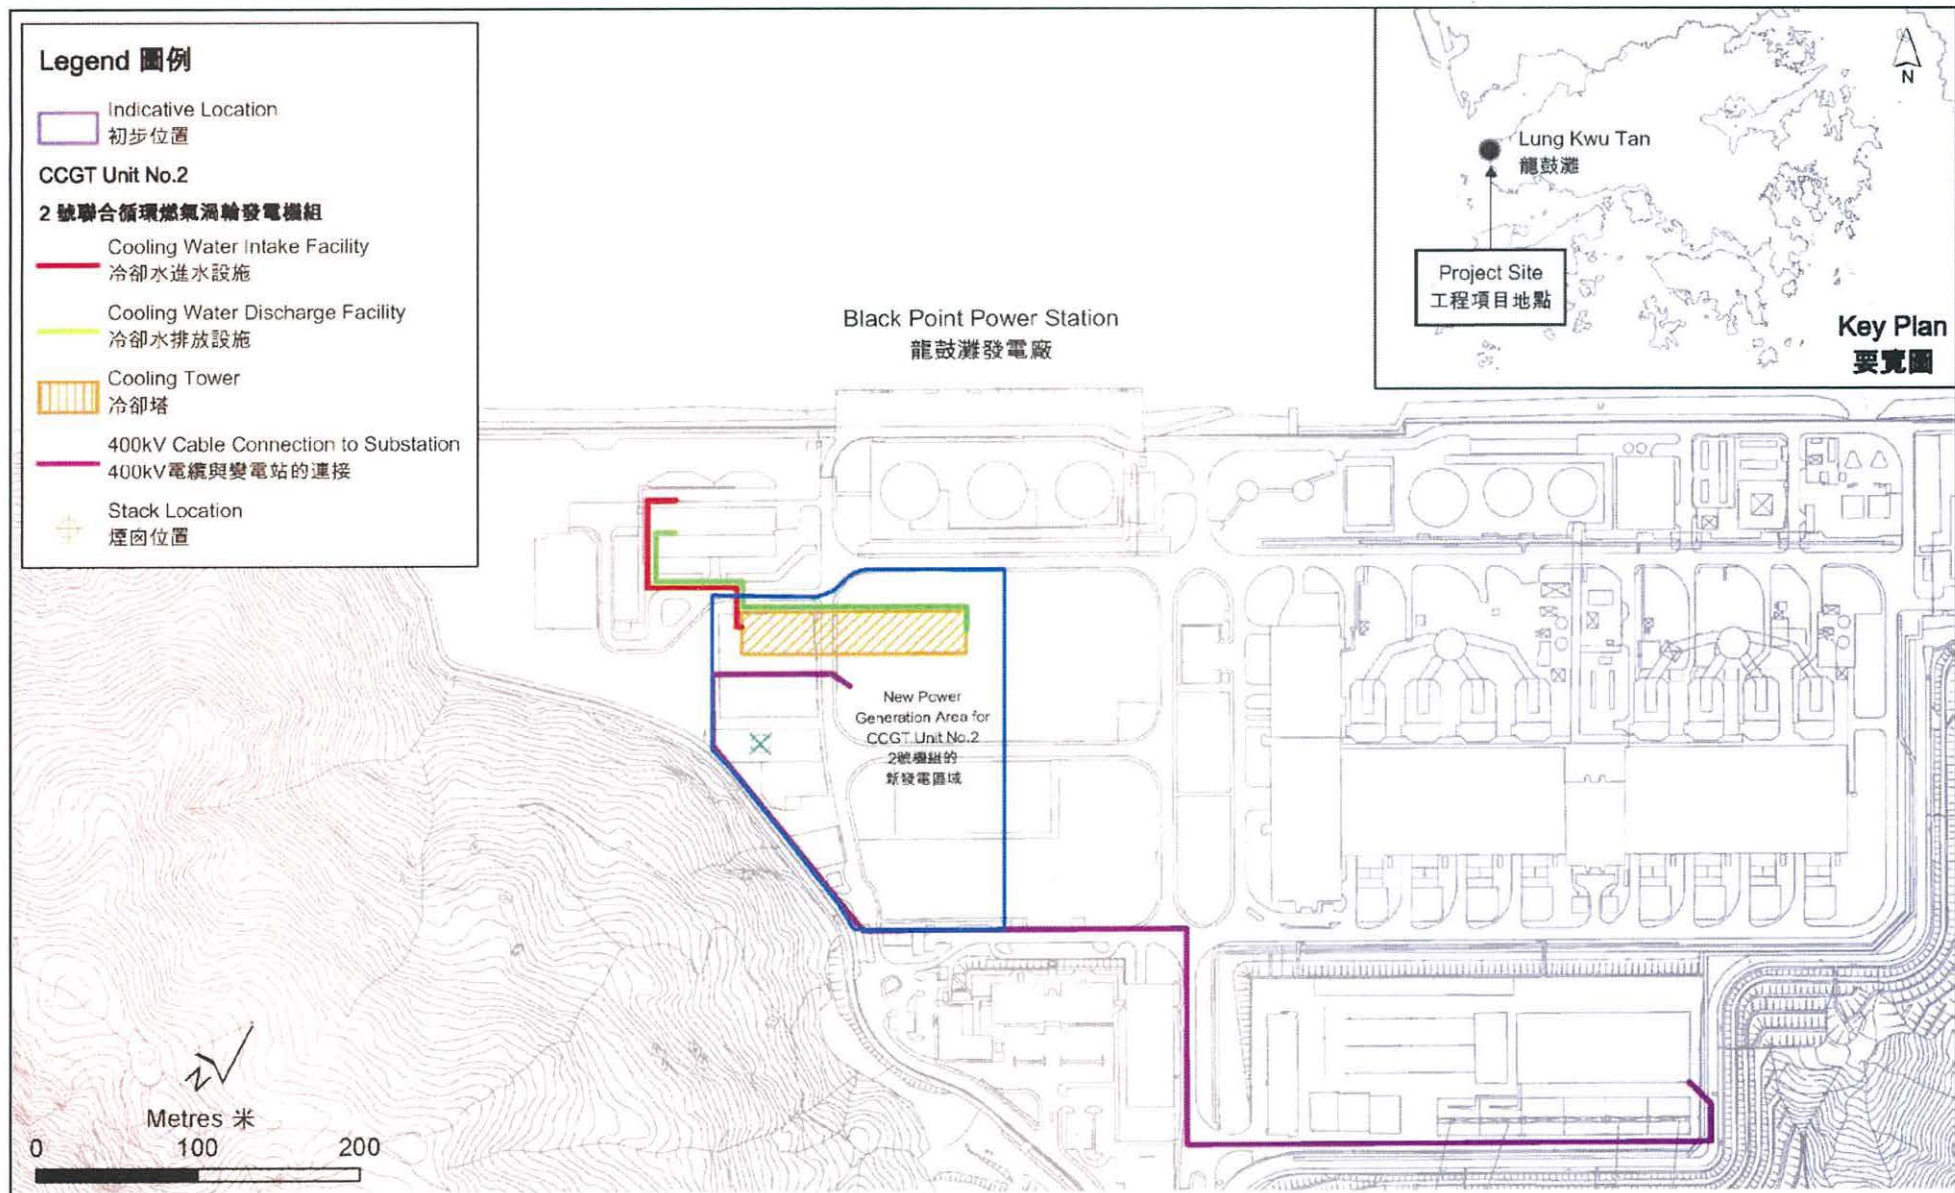 Legend 圖例
Indicative Location
初步位置
CCGT Unit No.2
2 號聯合循環燃氣渦輪發電機組
Cooling Water Intake Facility
冷卻水進水設施
Cooling Water Discharge Facility
冷卻水排放設施
Cooling Tower
冷卻塔
400kV Cable Connection to Substation
400kV電纜與變電站的連接
Stack Location
煙囪位置
N
Lung Kwu Tan
龍鼓灘
Project Site
工程項目地點
Key Plan
要覽圖
Black Point Power Station
龍鼓灘發電廠
New Power
Generation Area for
CCGT Unit No.2
2號機組的
新發電區域
N
Metres 米
0 100 200